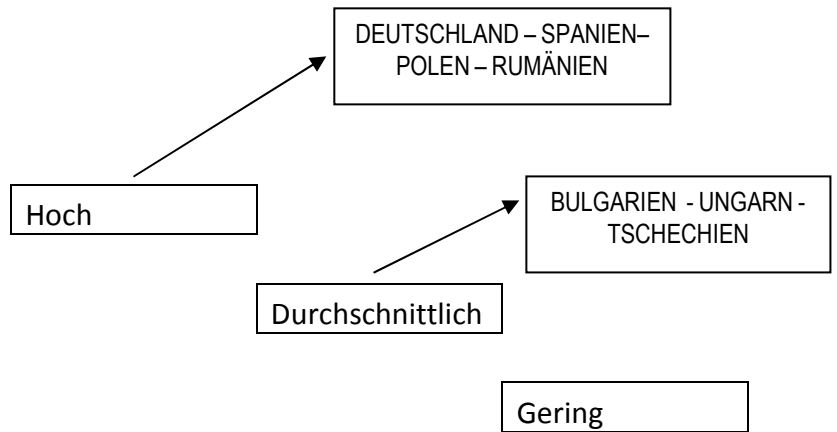 DEUTSCHLAND – SPANIEN–
POLEN – RUMÄNIEN
Hoch
BULGARIEN - UNGARN -
TSCHECHIEN
Durchschnittlich
Gering